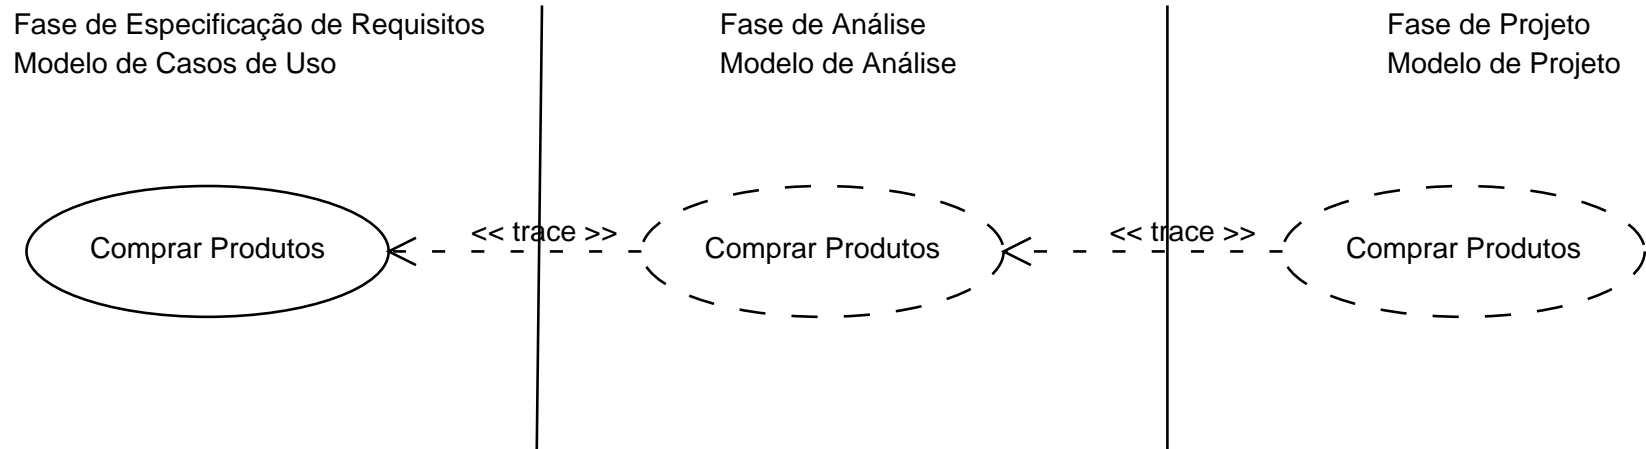 Fase de Especificação de Requisitos
Modelo de Casos de Uso
Fase de Análise
Modelo de Análise
Fase de Projeto
Modelo de Projeto
Comprar Produtos
<< trace >>
Comprar Produtos
<< trace >>
Comprar Produtos